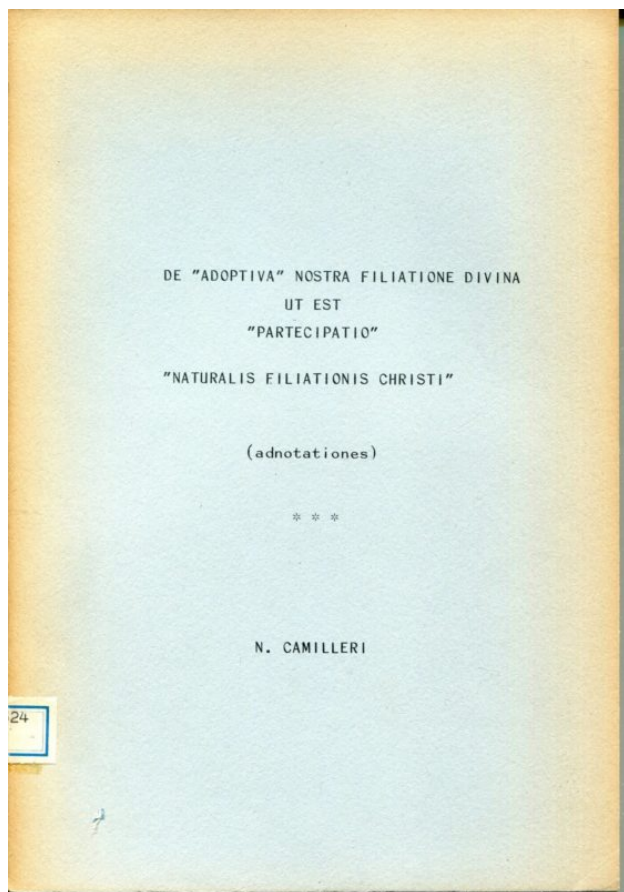 DE "ADOPTIVA" NOSTRA FILIATIONE DIVINA
UT EST
"PARTECIPATIO"
"NATURALIS FILIATIONIS CHRISTI"
(adnotationes)
* * *
N. CAMILLERI
24